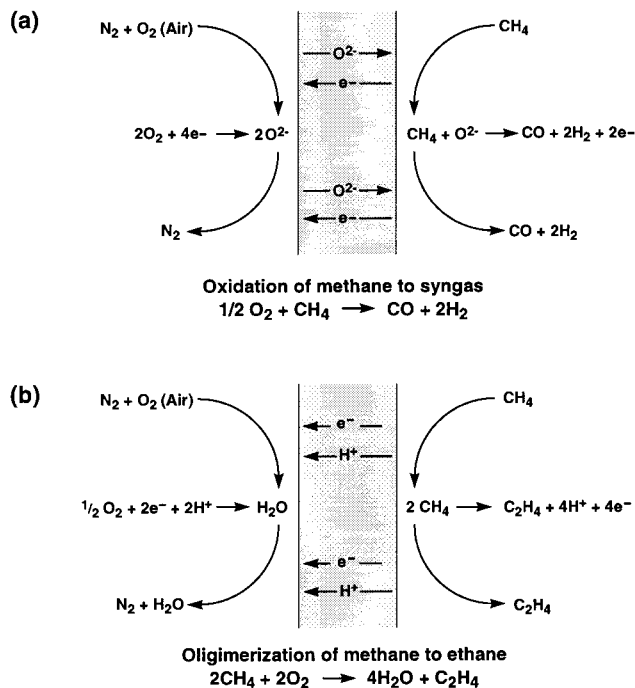 (a)
N₂ + O₂ (Air)
CH₄
O²⁻
e⁻
2O₂ + 4e⁻ → 2O²⁻
CH₄ + O²⁻ → CO + 2H₂ + 2e⁻
O²⁻
e⁻
N₂
CO + 2H₂
Oxidation of methane to syngas
1/2 O₂ + CH₄ → CO + 2H₂
(b)
N₂ + O₂ (Air)
CH₄
e⁻
H⁺
½ O₂ + 2e⁻ + 2H⁺ → H₂O
2 CH₄ → C₂H₄ + 4H⁺ + 4e⁻
e⁻
H⁺
N₂ + H₂O
C₂H₄
Oligimerization of methane to ethane
2CH₄ + 2O₂ → 4H₂O + C₂H₄